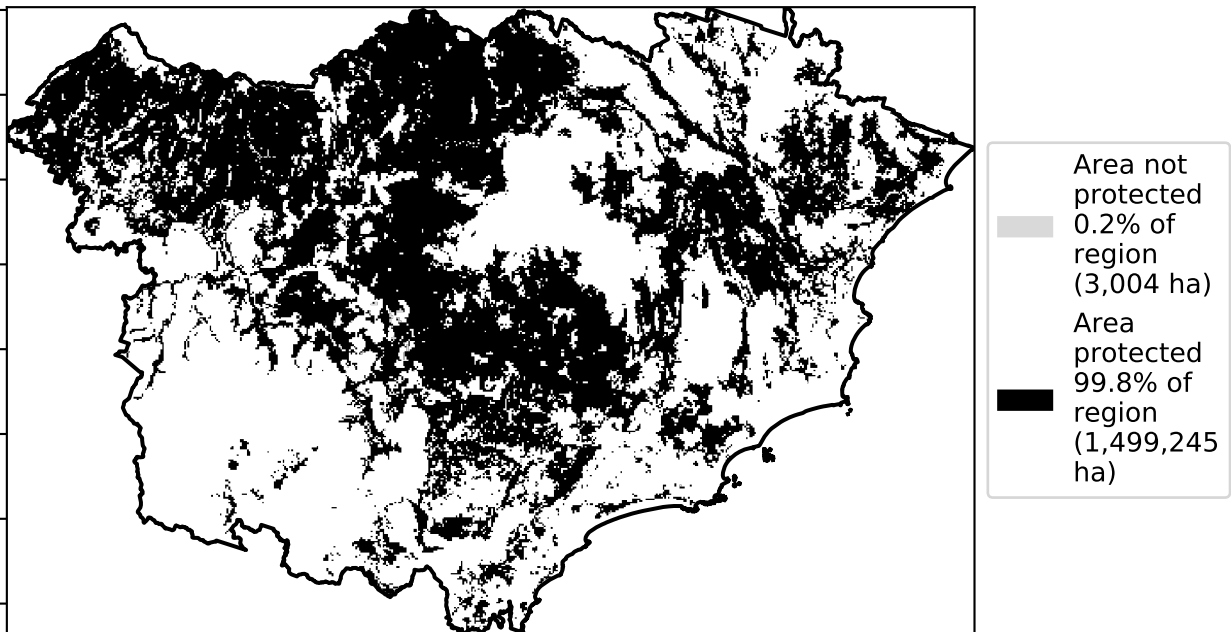 Area not
protected
0.2% of
region
(3,004 ha)
Area
protected
99.8% of
region
(1,499,245
ha)